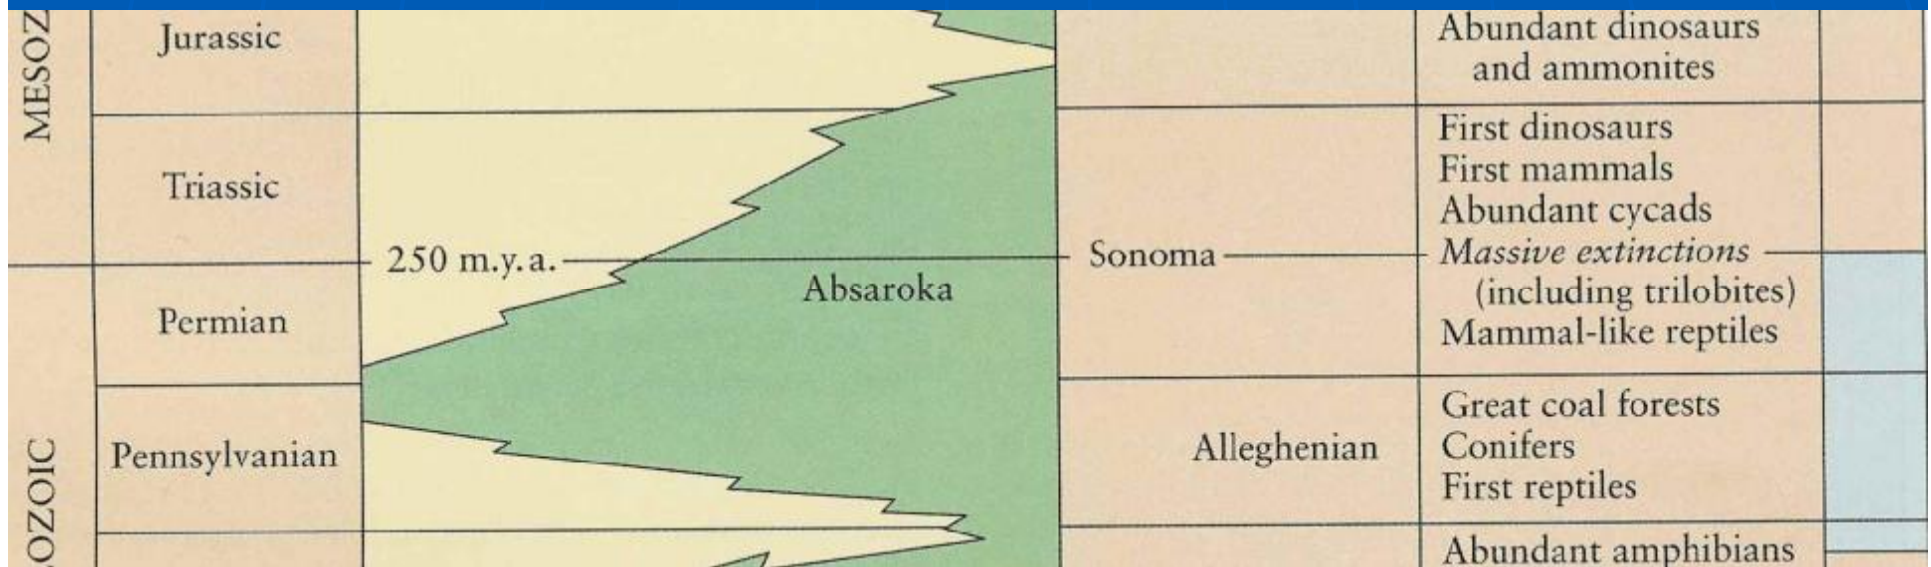 MESOZ
Jurassic
Abundant dinosaurs
and ammonites
Triassic
First dinosaurs
First mammals
Abundant cycads
250 m.y.a.
Sonoma
Massive extinctions
(including trilobites)
Mammal-like reptiles
Absaroka
Permian
OZOIC
Pennsylvanian
Alleghenian
Great coal forests
Conifers
First reptiles
Abundant amphibians